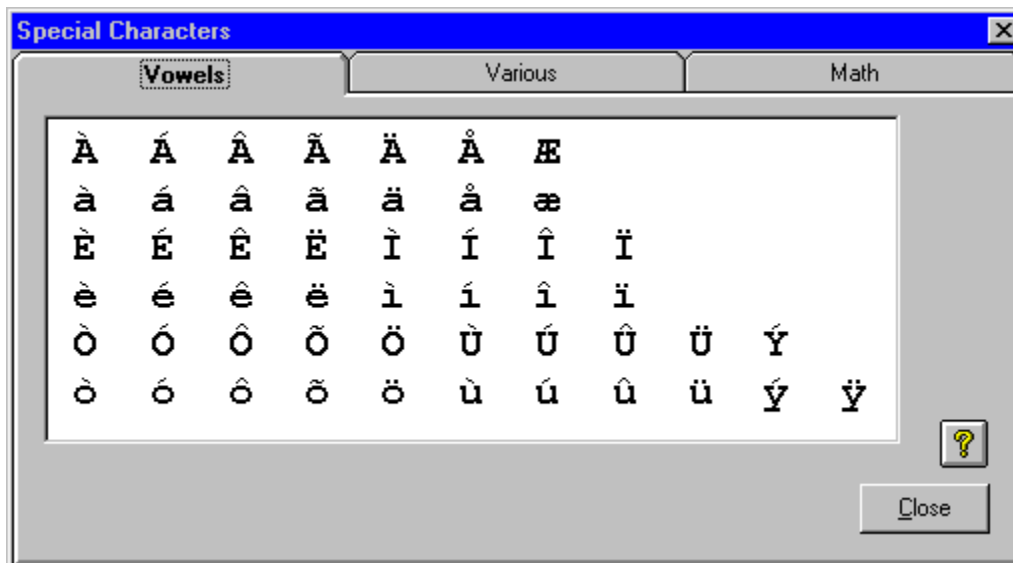 Special Characters
Vowels Various Math
À Á Â Ã Ä Å Æ
à á â ã ä å æ
È É Ê Ë Ì Í Î Ï
è é ê ë ì í î ï
Ò Ó Ô Õ Ö Ù Ú Û Ü Ý
ò ó ô õ ö ù ú û ü ý ÿ
?
Close